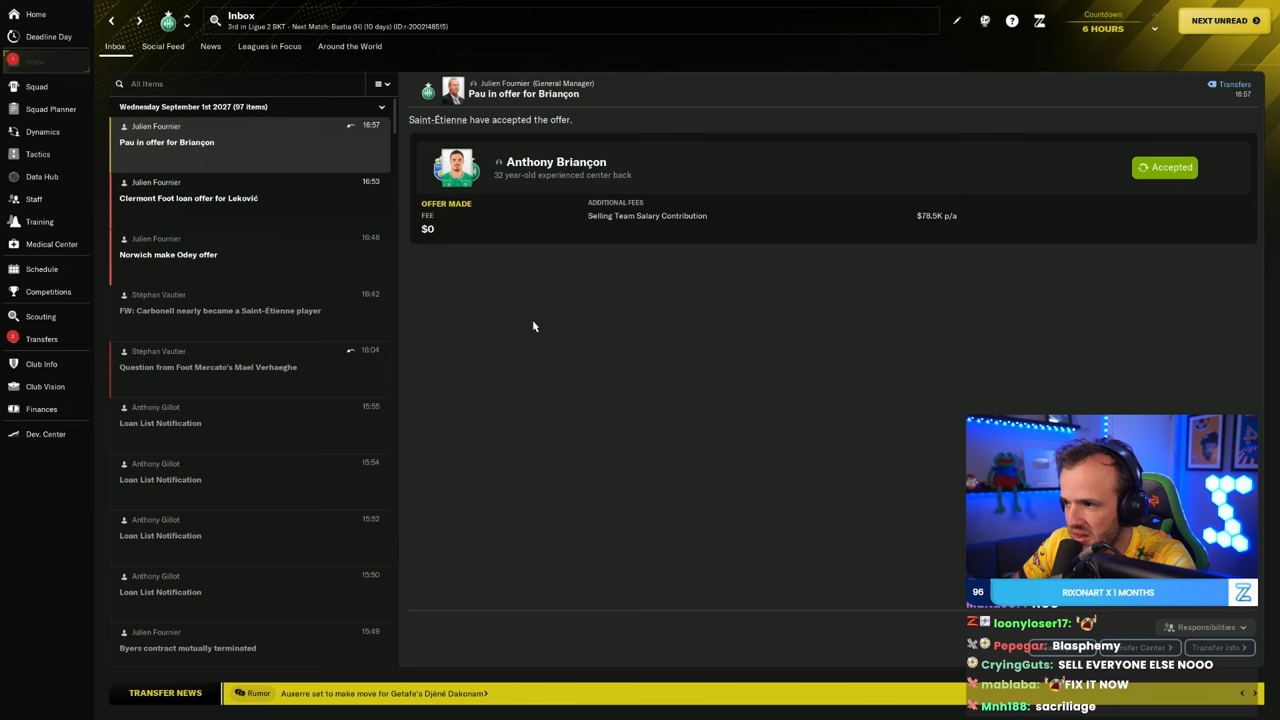 Home
Deadline Day
1
Inbox
Squad
Squad Planner
Dynamics
Tactics
Data Hub
Staff
Training
Medical Center
Schedule
Competitions
Scouting
Transfers
Club Info
Club Vision
Finances
Dev. Center
Inbox
3rd in Ligue 2 BKT - Next Match: Bastia (H) (10 days) (ID:r-2002148515)
Countdown
6 HOURS
NEXT UNREAD
Inbox
Social Feed
News
Leagues in Focus
Around the World
All Items
Wednesday September 1st 2027 (97 items)
Julien Fournier
16:57
Pau in offer for Briançon
Julien Fournier
16:53
Clermont Foot loan offer for Leković
Julien Fournier
16:48
Norwich make Odey offer
Stéphan Vautier
16:42
FW: Carbonell nearly became a Saint-Étienne player
Stéphan Vautier
16:04
Question from Foot Mercato's Mael Verhaeghe
Anthony Gillot
15:55
Loan List Notification
Anthony Gillot
15:54
Loan List Notification
Anthony Gillot
15:52
Loan List Notification
Anthony Gillot
15:50
Loan List Notification
Julien Fournier
15:49
Byers contract mutually terminated
Julien Fournier (General Manager)
Pau in offer for Briançon
Transfers
16:57
Saint-Étienne have accepted the offer.
Anthony Briançon
32 year-old experienced center back
Accepted
OFFER MADE
FEE
$0
ADDITIONAL FEES
Selling Team Salary Contribution
$78.5K p/a
96
RIXONART X 1 MONTHS
loonyloser17:
Responsibilities
Pepegar: Blasphemy
Transfer Center
Transfer Info
CryingGuts: SELL EVERYONE ELSE NOOO
mablaba: FIX IT NOW
Mnh188: sacriliage
TRANSFER NEWS
Rumor
Auxerre set to make move for Getafe's Djéné Dakonam>